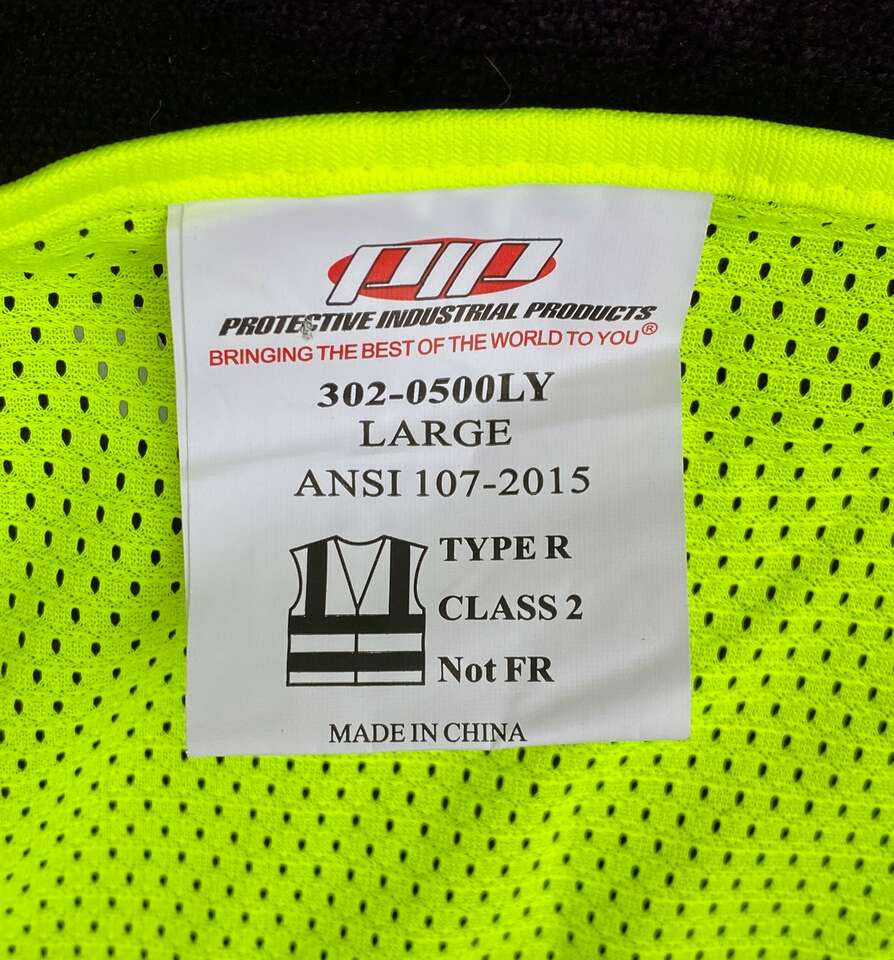 PIP
PROTECTIVE INDUSTRIAL PRODUCTS
BRINGING THE BEST OF THE WORLD TO YOU®
302-0500LY
LARGE
ANSI 107-2015
TYPE R
CLASS 2
Not FR
MADE IN CHINA